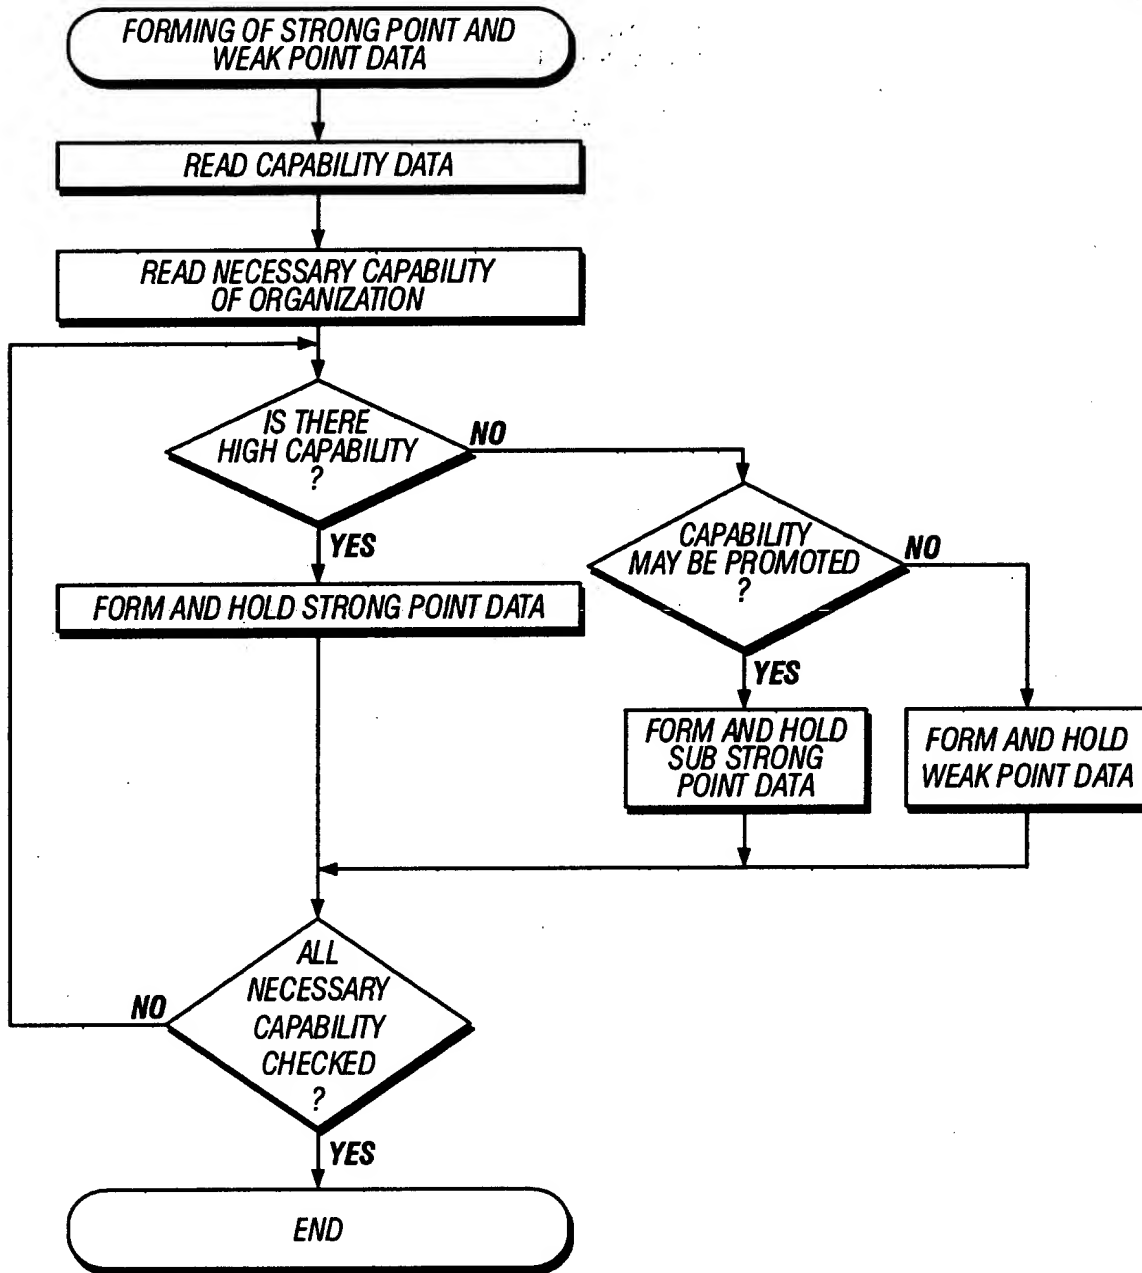 FORMING OF STRONG POINT AND
WEAK POINT DATA
READ CAPABILITY DATA
READ NECESSARY CAPABILITY
OF ORGANIZATION
IS THERE
HIGH CAPABILITY
?
NO
YES
CAPABILITY
MAY BE PROMOTED
?
NO
YES
FORM AND HOLD STRONG POINT DATA
FORM AND HOLD
SUB STRONG
POINT DATA
FORM AND HOLD
WEAK POINT DATA
ALL
NECESSARY
CAPABILITY
CHECKED
?
NO
YES
END